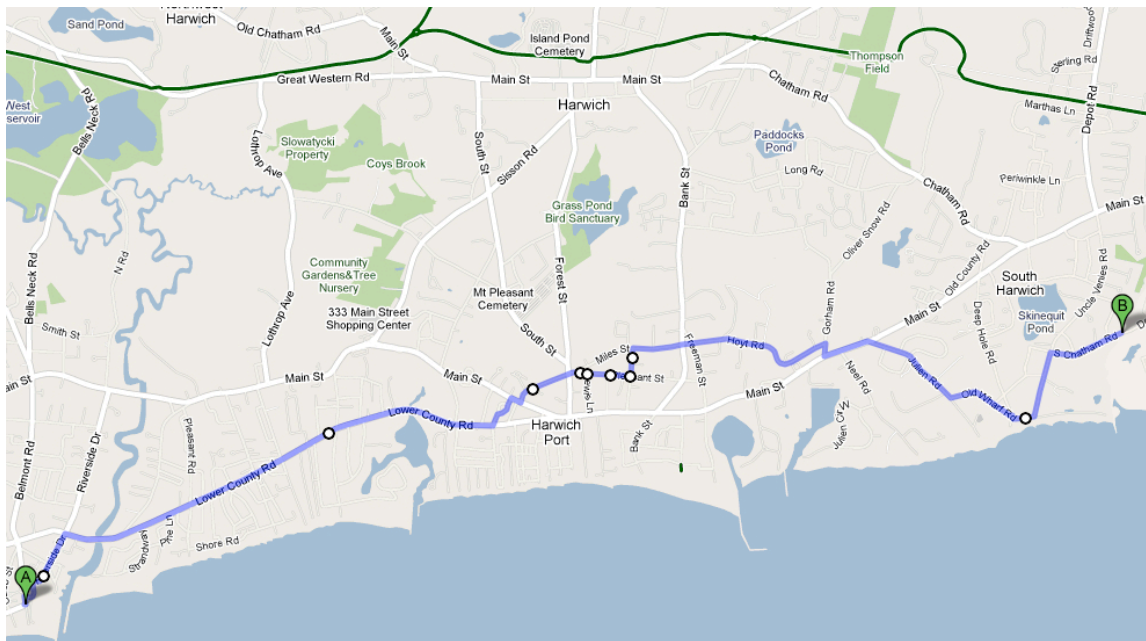 Northwest
Harwich
Sand Pond
Old Chatham Rd
Main St
Island Pond
Cemetery
Main St
Thompson
Field
Driftwoo
Sterling Rd
Great Western Rd
Main St
Chatham Rd
Marthas Ln
Depot Rd
West
Bells Neck Rd
Harwich
Lothrop Ave
Slowatycki
Property
Coys Brook
South St
Sisson Rd
Bank St
Paddocks
Pond
Long Rd
Periwinkle Ln
Chatham Rd
Main St
Grass Pond
Bird Sanctuary
Oliver Snow Rd
Old County Rd
N Rd
Community
Gardens&Tree
Nursery
Mt Pleasant
Cemetery
Forest St
South
Harwich
Uncle Venies Rd
Bells Neck Rd
Lothrop Ave
333 Main Street
Shopping Center
Gorham Rd
Main St
Skinequit
Pond
B
Smith St
South St
Miles St
Freeman St
Hoyt Rd
Deep Hole Rd
S Chatham Rd
Main St
Main St
Main St
Main St
Neel Rd
Julien Rd
Old Wharf Rd
Lower County Rd
Harwich
Port
Bank St
Pleasant Rd
Belmont Rd
Riverside Dr
Lower County Rd
Pine Ln
Strandway
Shore Rd
A